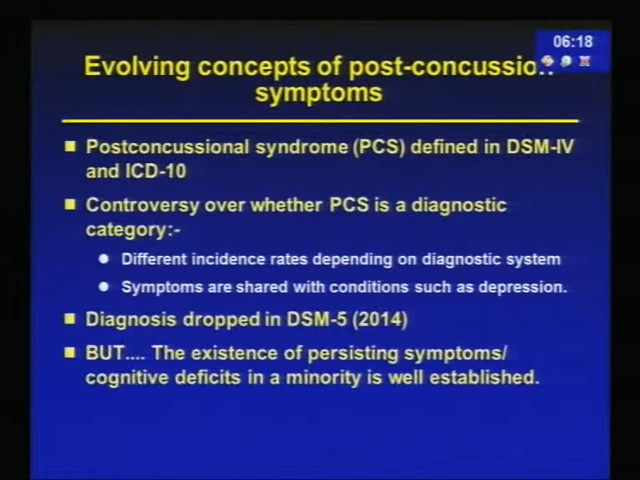 06:18
Evolving concepts of post-concussion
symptoms
Postconcussional syndrome (PCS) defined in DSM-IV
and ICD-10
Controversy over whether PCS is a diagnostic
category:-
Different incidence rates depending on diagnostic system
Symptoms are shared with conditions such as depression.
Diagnosis dropped in DSM-5 (2014)
BUT.... The existence of persisting symptoms/
cognitive deficits in a minority is well established.